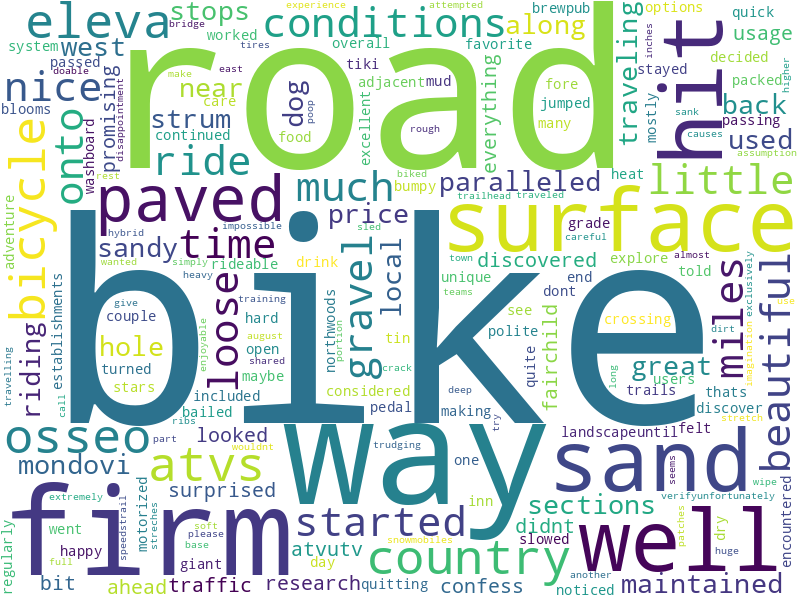 experience attempted
bridge
eleva
stops
conditions
along
brewpub
options
quick
system
west
worked
overall
favorite
tires
road
hit
traveling
usage
decided
doable
passed
tiki
make
east
nice
promising
disappointment
near
care
dog
poop
adjacent
mud
fore
stayed
packed
inches
higher
blooms
strum
excellent
everything
jumped
mostly
back
onto
washboard
continued
food
rough
many
used
passing
sank
causes
assumption
rest
ride
biked
bumpy
trailhead
traveled
heat
bicycle
paved
much
paralleled
little
adventure
hybrid
impossible
price
sled
surface
grade
careful
wanted
sandy
time
local
town
discovered
explore
told
almost
exclusively
simply
rideable
drink
gravel
unique
end
dont
miles
beautiful
use
heavy
give
training
loose
northwoods
portion
teams
see
polite
crossing
dirt
imagination
couple
august
hard
bike
tin
quite
fairchild
establishments
hole
enjoyable
open
shared
crack
great
turned
maybe
considered
deep
long
users
travelling
stars
included
pedal
making
try
trails
thats
riding
call
ribs
bailed
discover
stretch
osseo
part
wouldnt
looked
trudging
way
one
landscapeuntil
felt
mondovi
atvs
sand
seems
wipe
surprised
inn
sections
verifyunfortunately
extremely
speedstrail
motorized
firm
started
didnt
slowed
well
patches
dry
encountered
regularly
went
streches
soft
please
snowmobiles
happy
full
base
atvutv
day
country
another
noticed
huge
bit
ahead
giant
traffic
research
quitting
confess
maintained